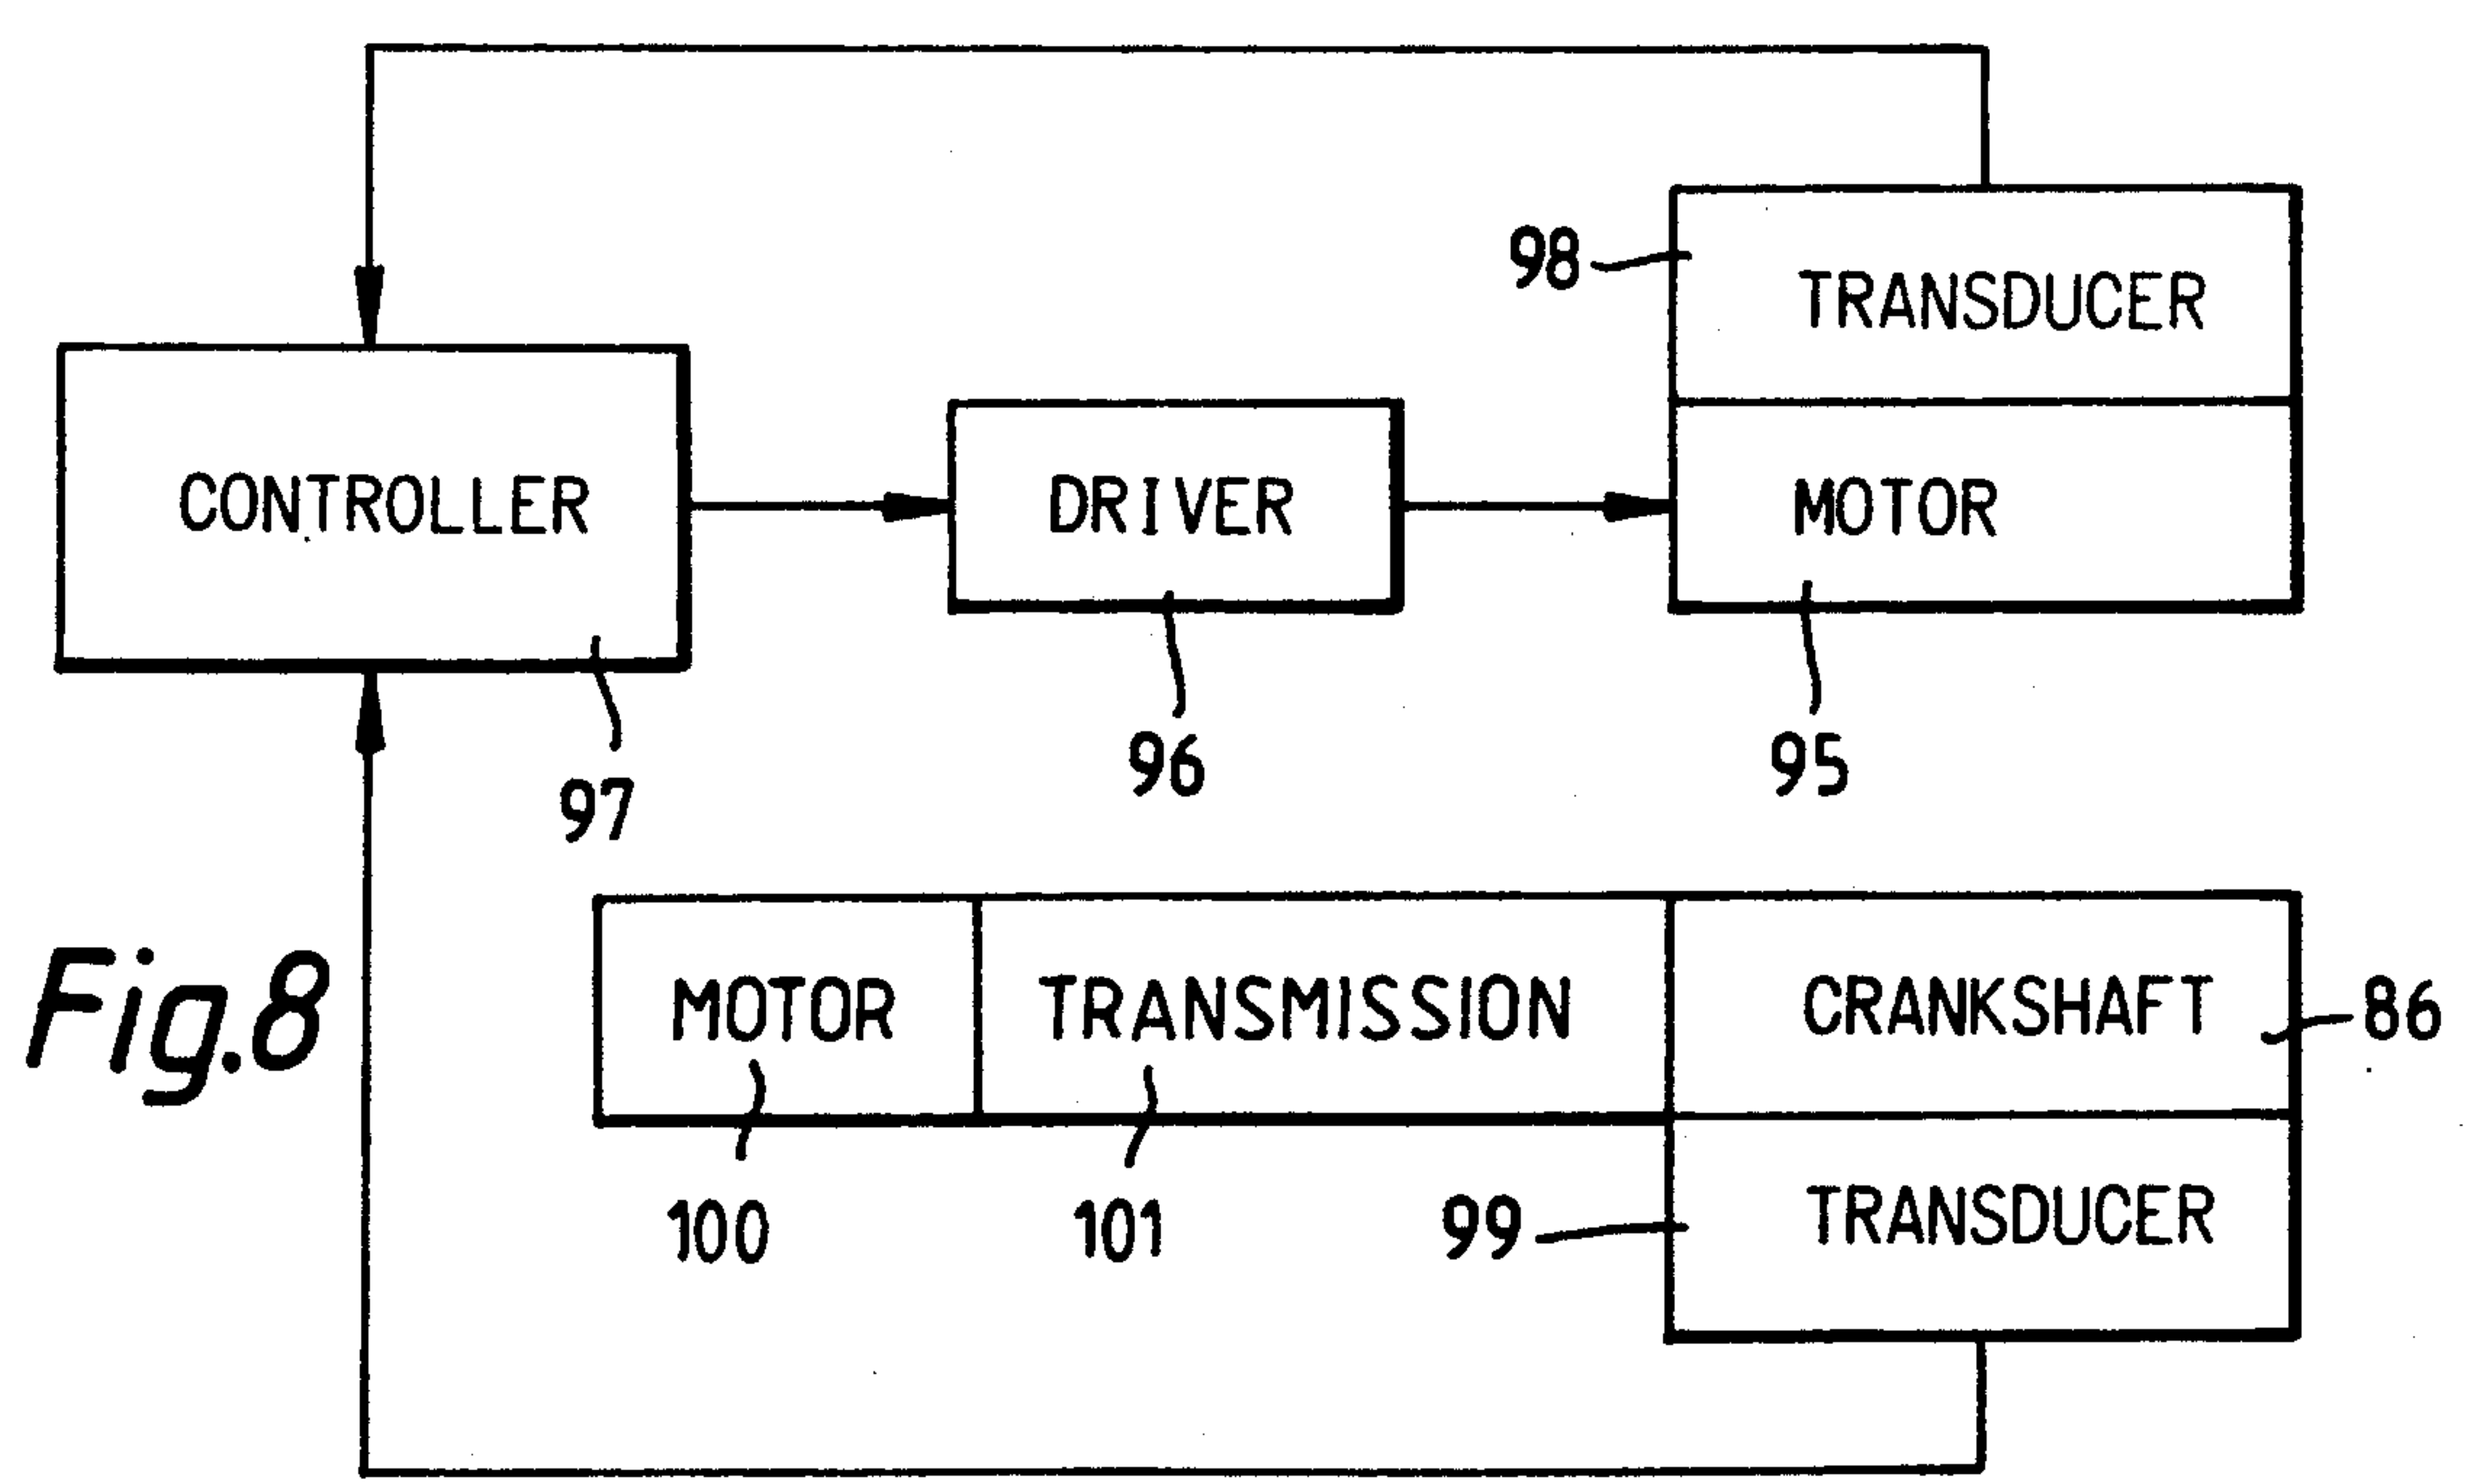 98
TRANSDUCER
CONTROLLER
DRIVER
MOTOR
97
96
95
Fig.8
MOTOR
TRANSMISSION
CRANKSHAFT
86
100
101
99
TRANSDUCER